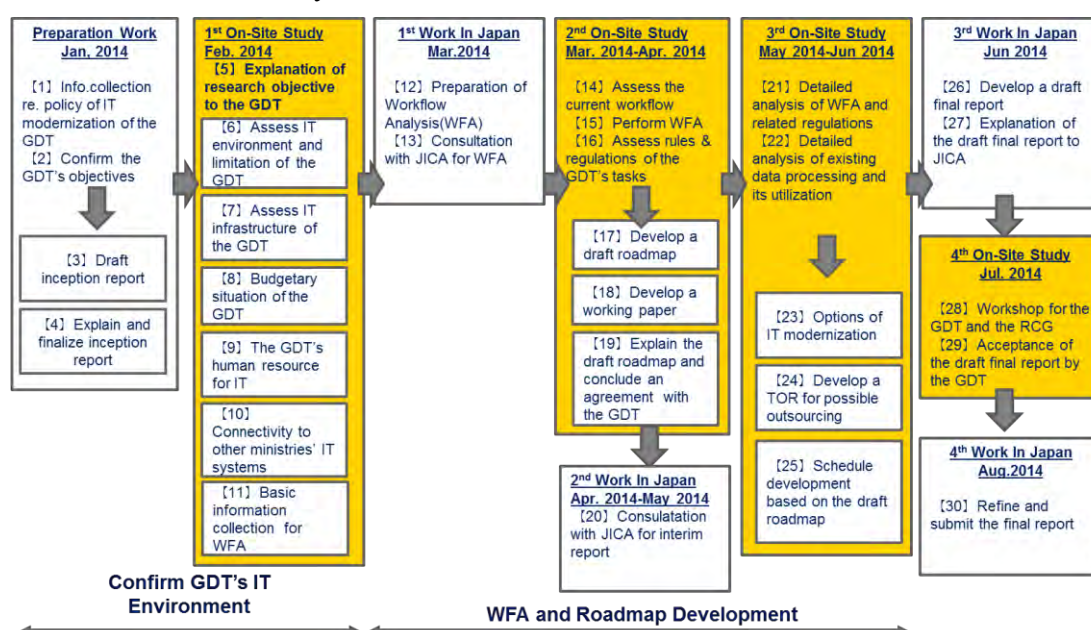 Preparation Work
Jan, 2014
【1】 Info.collection
re. policy of IT
modernization of the
GDT
【2】 Confirm the
GDT's objectives
【3】 Draft
inception report
【4】 Explain and
finalize inception
report
1st On-Site Study
Feb. 2014
【5】 Explanation of
research objective
to the GDT
【6】 Assess IT
environment and
limitation of the
GDT
【7】 Assess IT
infrastructure
of the GDT
【8】 Budgetary
situation of the
GDT
【9】 The GDT's
human resource
for IT
【10】
Connectivity to
other ministries' IT
systems
【11】 Basic
information
collection for
WFA
1st Work In Japan
Mar.2014
【12】 Preparation of
Workflow
Analysis(WFA)
【13】 Consultation
with JICA for WFA
2nd On-Site Study
Mar. 2014-Apr. 2014
【14】 Assess the
current workflow
【15】 Perform WFA
【16】 Assess rules &
regulations of the
GDT's tasks
【17】 Develop a
draft roadmap
【18】 Develop a
working paper
【19】 Explain the
draft roadmap and
conclude an
agreement with
the GDT
2nd Work In Japan
Apr. 2014-May 2014
【20】 Consulatation
with JICA for interim
report
3rd On-Site Study
May 2014-Jun 2014
【21】 Detailed
analysis of WFA and
related regulations
【22】 Detailed
analysis of existing
data processing and
its utilization
【23】 Options of
IT modernization
【24】 Develop a
TOR for possible
outsourcing
【25】 Schedule
development
based on the draft
roadmap
3rd Work In Japan
Jun 2014
【26】 Develop a draft
final report
【27】 Explanation of
the draft final report to
JICA
4th On-Site Study
Jul. 2014
【28】 Workshop for the
GDT and the RCG
【29】 Acceptance of
the draft final report by
the GDT
4th Work In Japan
Aug.2014
【30】 Refine and
submit the final report
Confirm GDT's IT
Environment
WFA and Roadmap Development